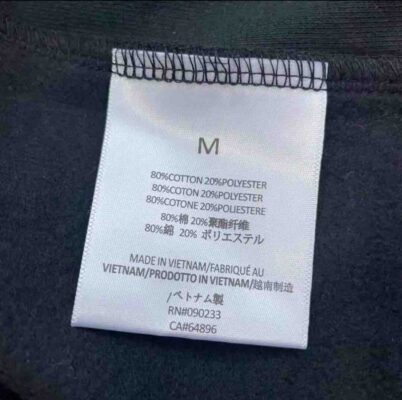 M
80%COTTON 20%POLYESTER
80%COTON 20%POLYESTER
80%COTONE 20%POLIESTERE
80%棉 20%聚酯纤维
80%綿 20% ポリエステル
MADE IN VIETNAM/FABRIQUÉ AU
VIETNAM/PRODOTTO IN VIETNAM/越南制造
/ベトナム製
RN#090233
CA#64896